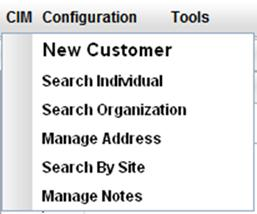 CIM Configuration Tools
New Customer
Search Individual
Search Organization
Manage Address
Search By Site
Manage Notes